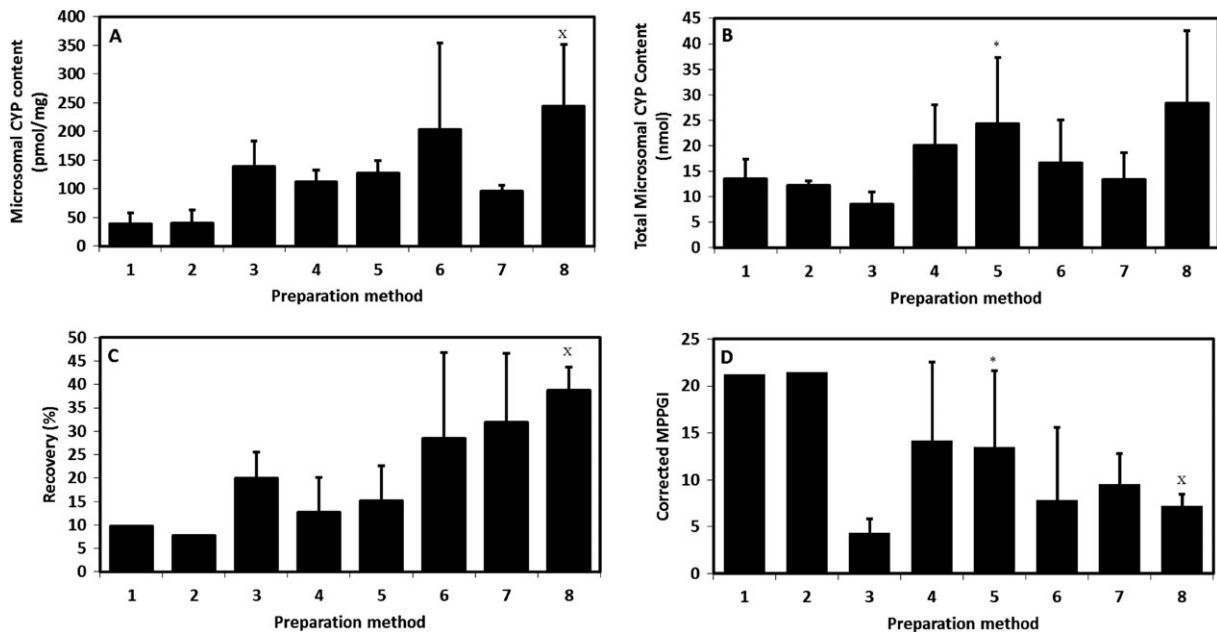 A
Microsomal CYP content
(pmol/mg)
400
350
300
250
200
150
100
50
0
x
1 2 3 4 5 6 7 8
Preparation method
B
Total Microsomal CYP Content
(nmol)
45
40
35
30
25
20
15
10
5
0
*
1 2 3 4 5 6 7 8
Preparation method
C
Recovery (%)
50
45
40
35
30
25
20
15
10
5
0
x
1 2 3 4 5 6 7 8
Preparation method
D
Corrected MPPGI
25
20
15
10
5
0
*
x
1 2 3 4 5 6 7 8
Preparation method